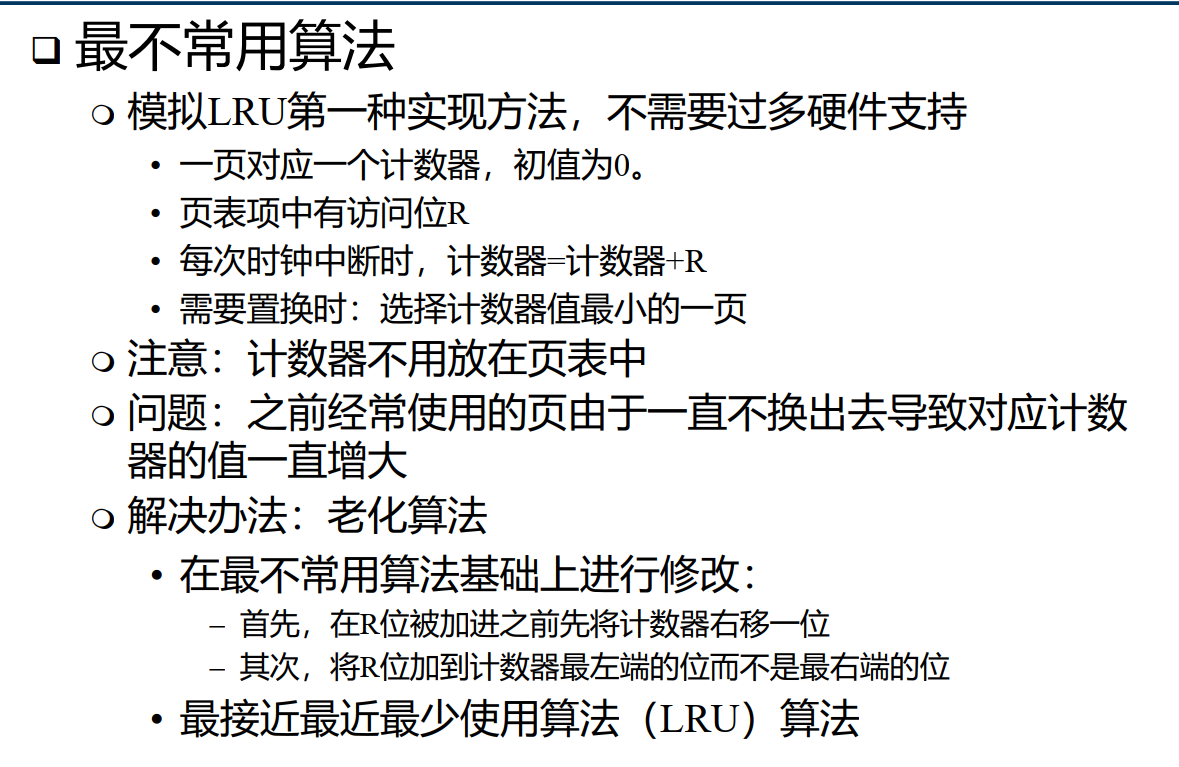 最不常用算法
模拟LRU第一种实现方法，不需要过多硬件支持
一页对应一个计数器，初值为0。
页表项中有访问位R
每次时钟中断时，计数器=计数器+R
需要置换时：选择计数器值最小的一页
注意：计数器不用放在页表中
问题：之前经常使用的页由于一直不换出去导致对应计数
器的值一直增大
解决办法：老化算法
在最不常用算法基础上进行修改：
– 首先，在R位被加进之前先将计数器右移一位
– 其次，将R位加到计数器最左端的位而不是最右端的位
最接近最近最少使用算法（LRU）算法